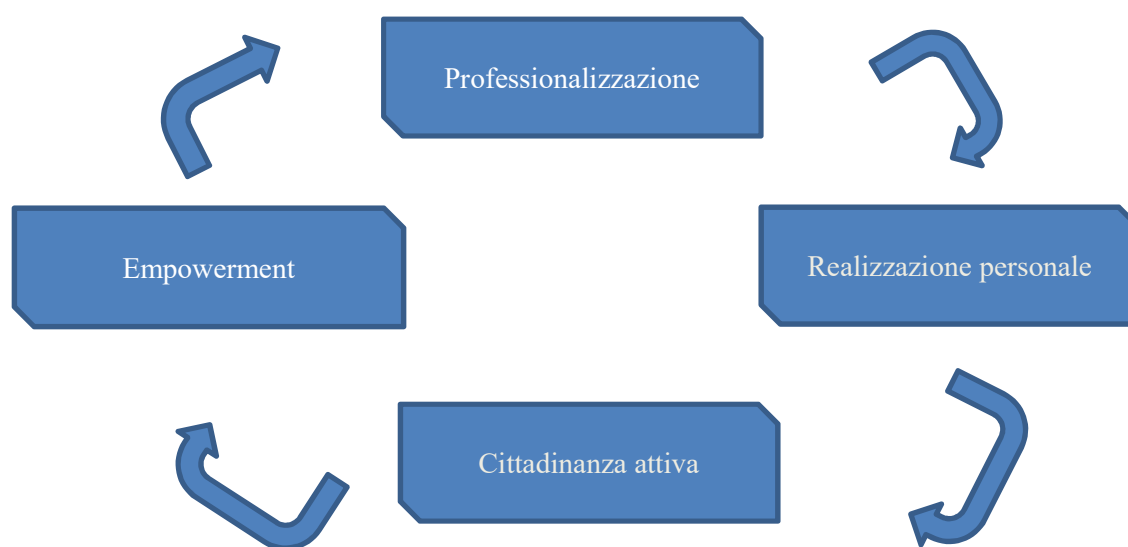 Professionalizzazione
Empowerment
Realizzazione personale
Cittadinanza attiva